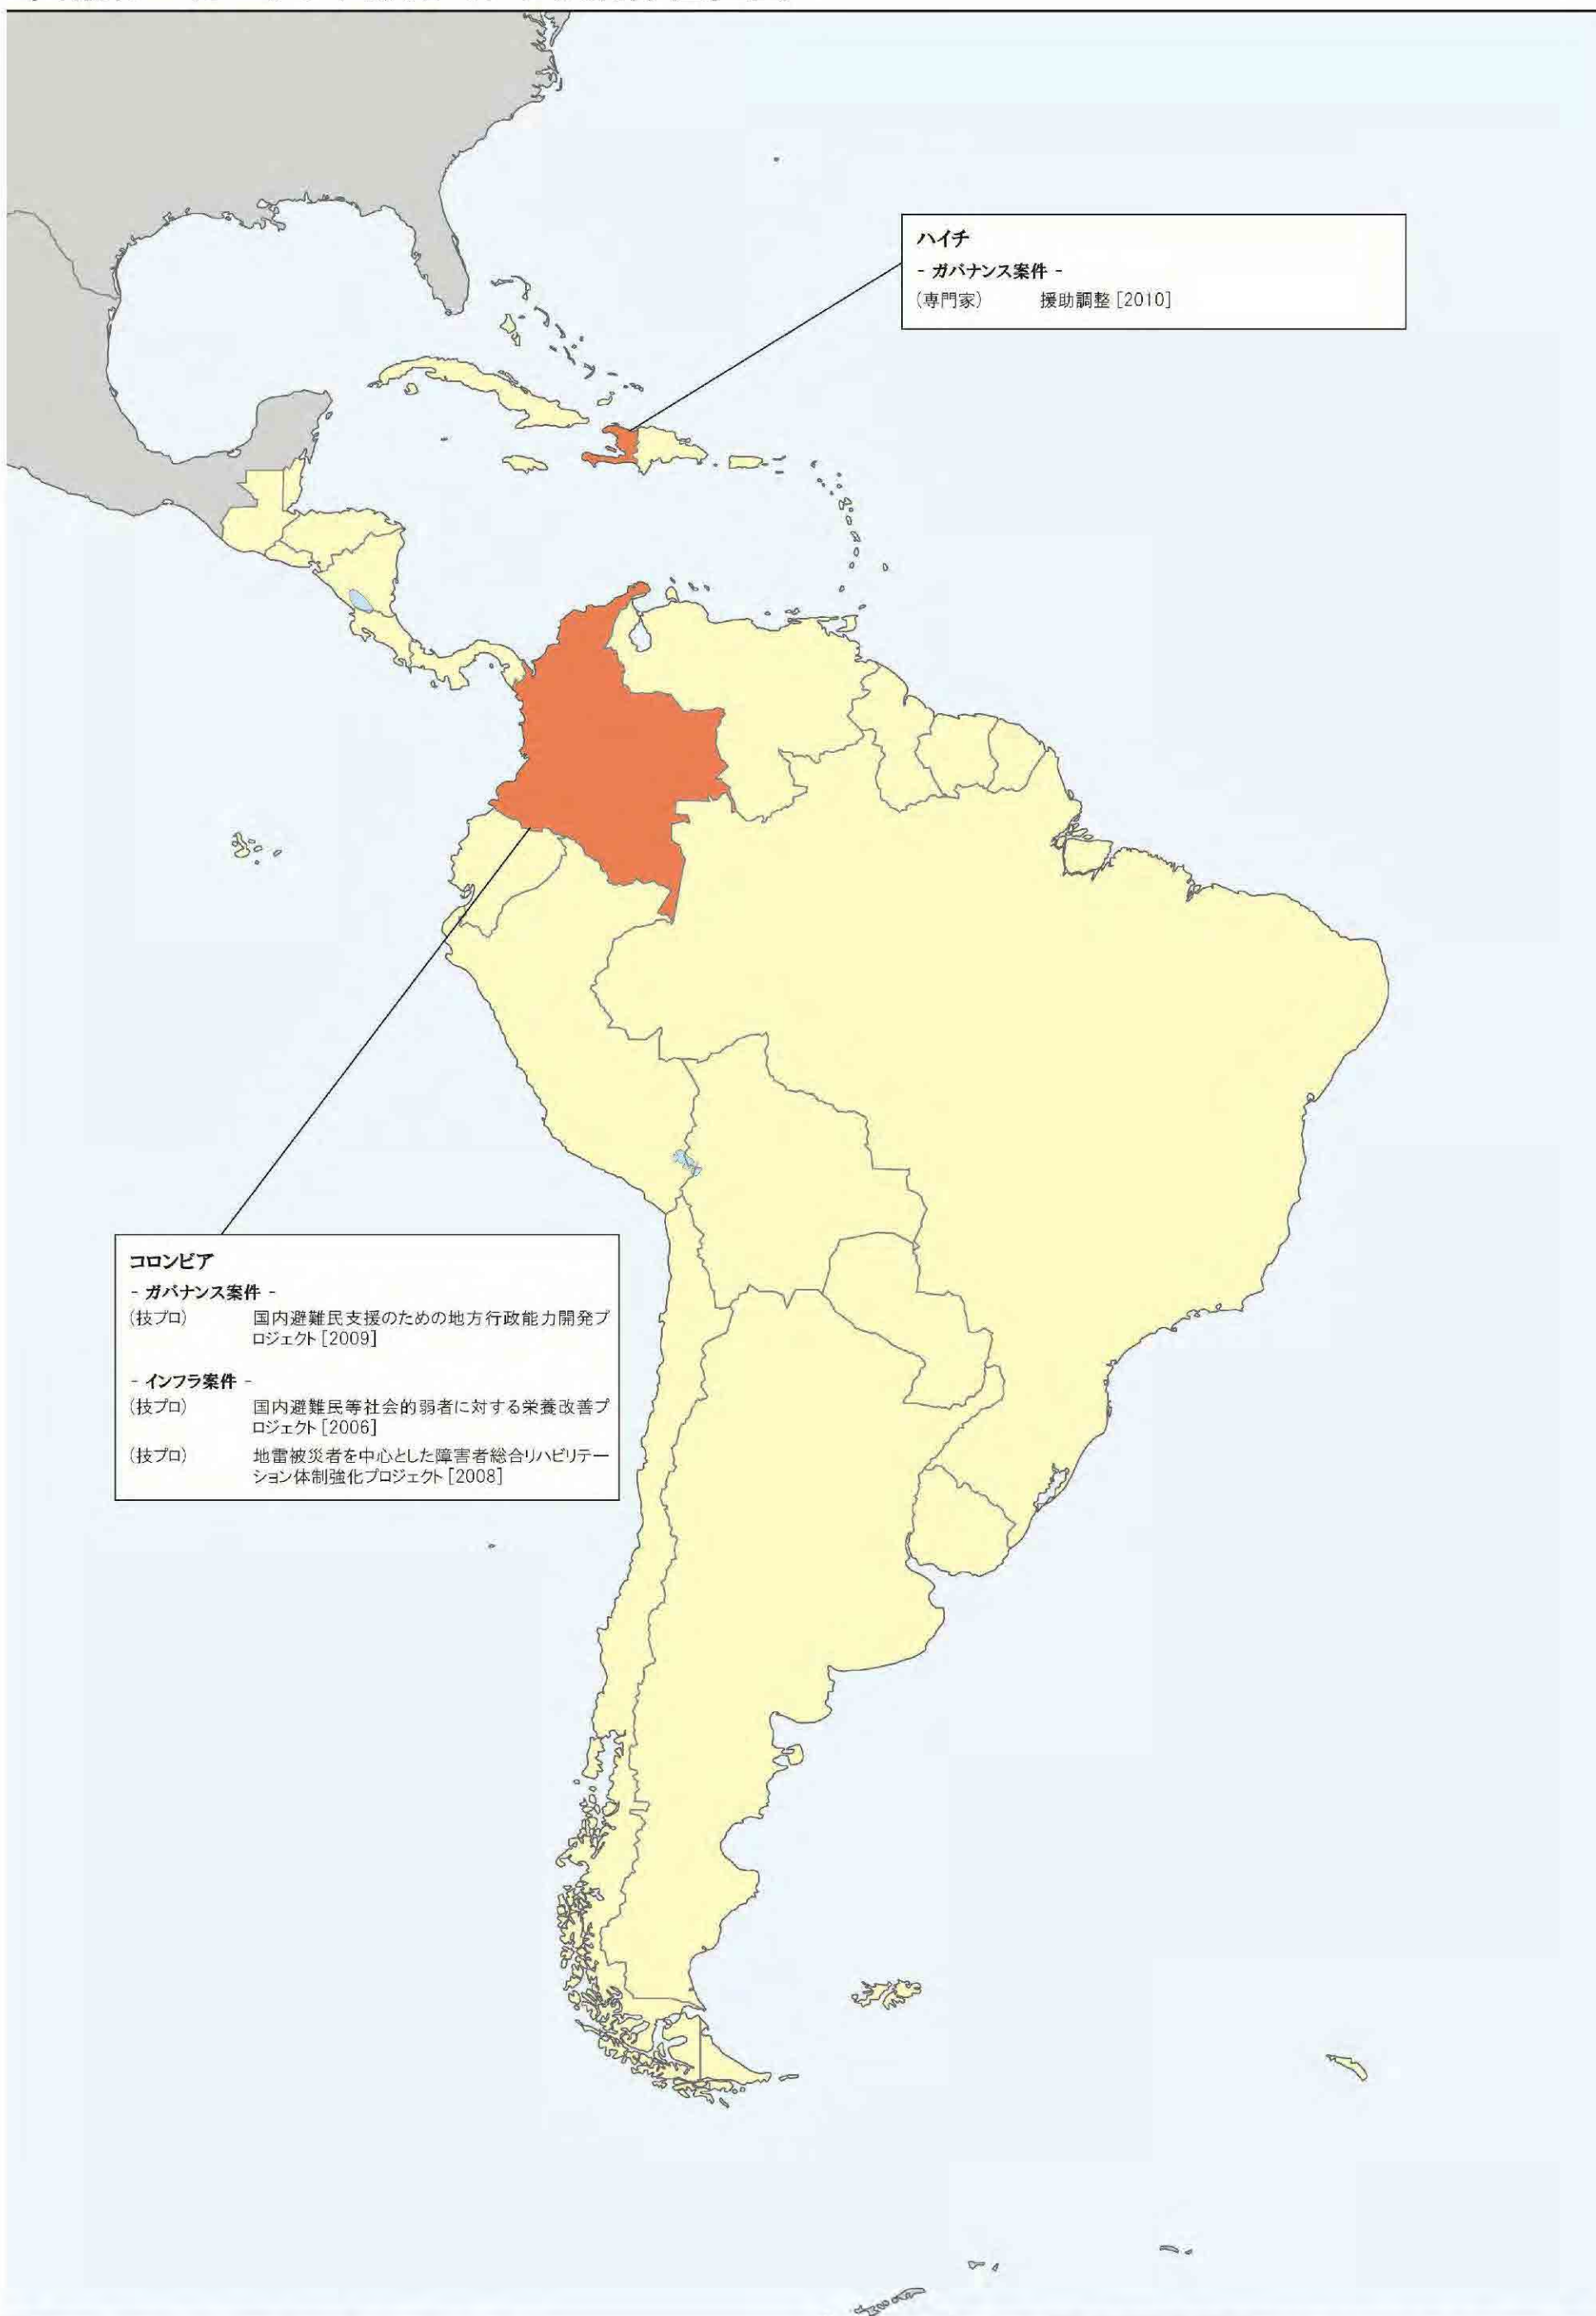 ハイチ
- ガバナンス案件 -
(専門家) 援助調整 [2010]
コロンビア
- ガバナンス案件 -
(技プロ) 国内避難民支援のための地方行政能力開発プ
ロジェクト [2009]
- インフラ案件 -
(技プロ) 国内避難民等社会的弱者に対する栄養改善プ
ロジェクト [2006]
(技プロ) 地雷被災者を中心とした障害者総合リハビリテー
ション体制強化プロジェクト [2008]